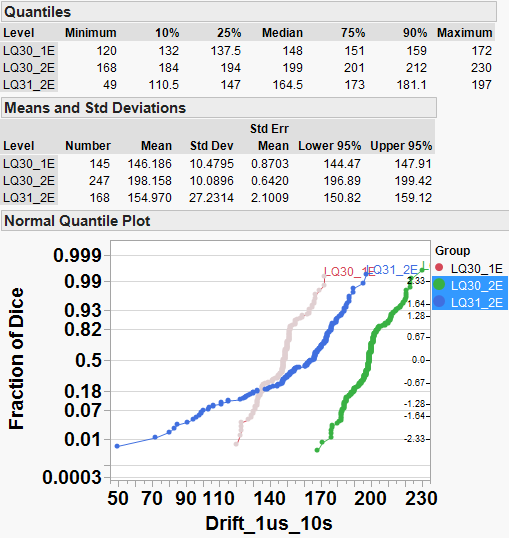 Quantiles
Level Minimum 10% 25% Median 75% 90% Maximum
LQ30_1E 120 132 137.5 148 151 159 172
LQ30_2E 168 184 194 199 201 212 230
LQ31_2E 49 110.5 147 164.5 173 181.1 197
Means and Std Deviations
Std Err
Level Number Mean Std Dev Mean Lower 95% Upper 95%
LQ30_1E 145 146.186 10.4795 0.8703 144.47 147.91
LQ30_2E 247 198.158 10.0896 0.6420 196.89 199.42
LQ31_2E 168 154.970 27.2314 2.1009 150.82 159.12
Normal Quantile Plot
Fraction of Dice
0.999
0.99
0.93
0.82
0.5
0.18
0.07
0.01
0.0003
LQ30_1E
LQ31_2E
2.33
1.64
1.28
0.67
0.0
-0.67
-1.28
-1.64
-2.33
Group
LQ30_1E
LQ30_2E
LQ31_2E
50 70 90 110 140 170 200 230
Drift_1us_10s